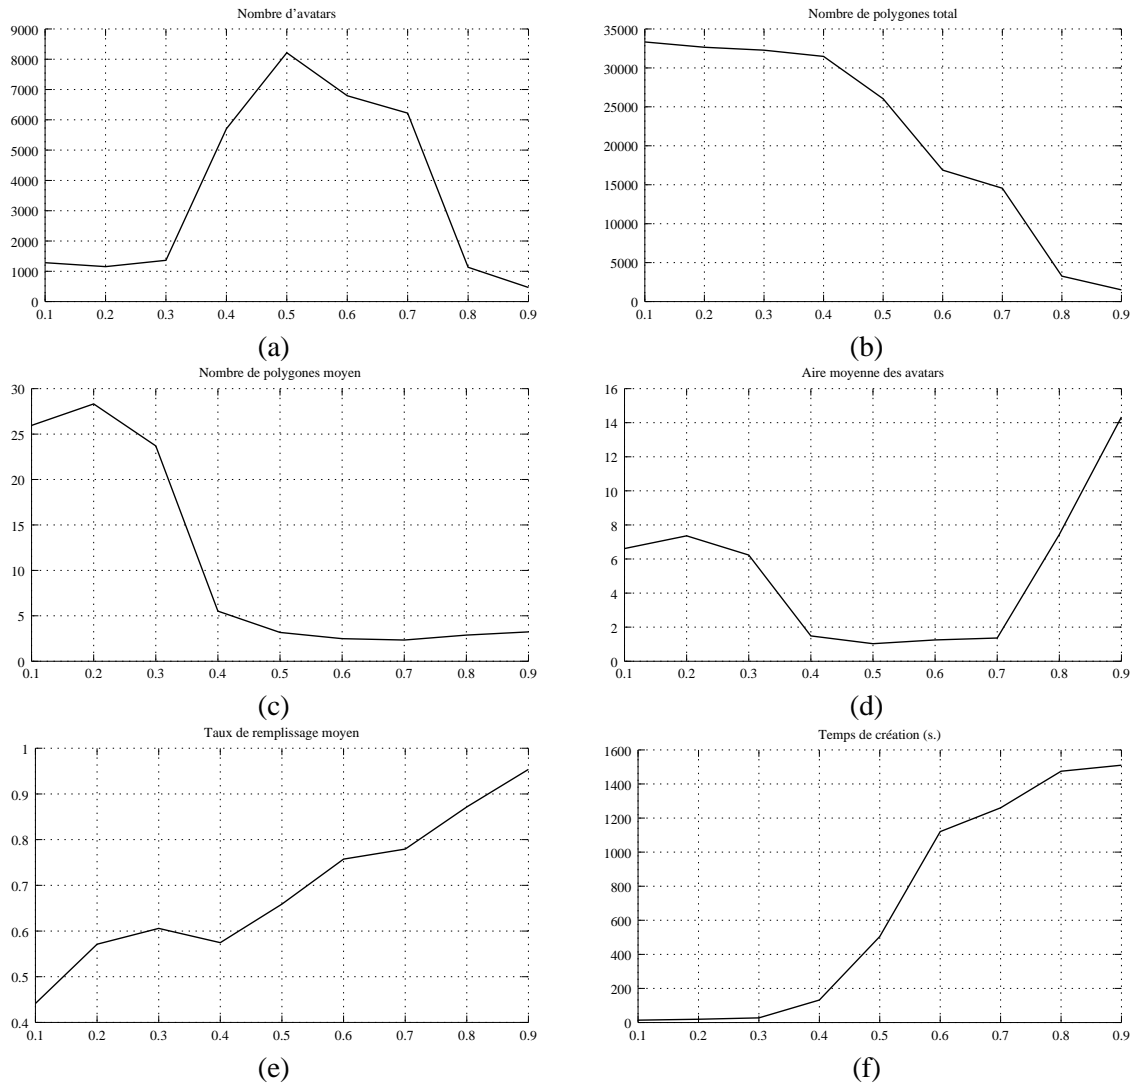 Nombre d'avatars
9000
8000
7000
6000
5000
4000
3000
2000
1000
0
0.1 0.2 0.3 0.4 0.5 0.6 0.7 0.8 0.9
(a)
Nombre de polygones total
35000
30000
25000
20000
15000
10000
5000
0
0.1 0.2 0.3 0.4 0.5 0.6 0.7 0.8 0.9
(b)
Nombre de polygones moyen
30
25
20
15
10
5
0
0.1 0.2 0.3 0.4 0.5 0.6 0.7 0.8 0.9
(c)
Aire moyenne des avatars
16
14
12
10
8
6
4
2
0
0.1 0.2 0.3 0.4 0.5 0.6 0.7 0.8 0.9
(d)
Taux de remplissage moyen
1
0.9
0.8
0.7
0.6
0.5
0.4
0.1 0.2 0.3 0.4 0.5 0.6 0.7 0.8 0.9
(e)
Temps de création (s.)
1600
1400
1200
1000
800
600
400
200
0
0.1 0.2 0.3 0.4 0.5 0.6 0.7 0.8 0.9
(f)